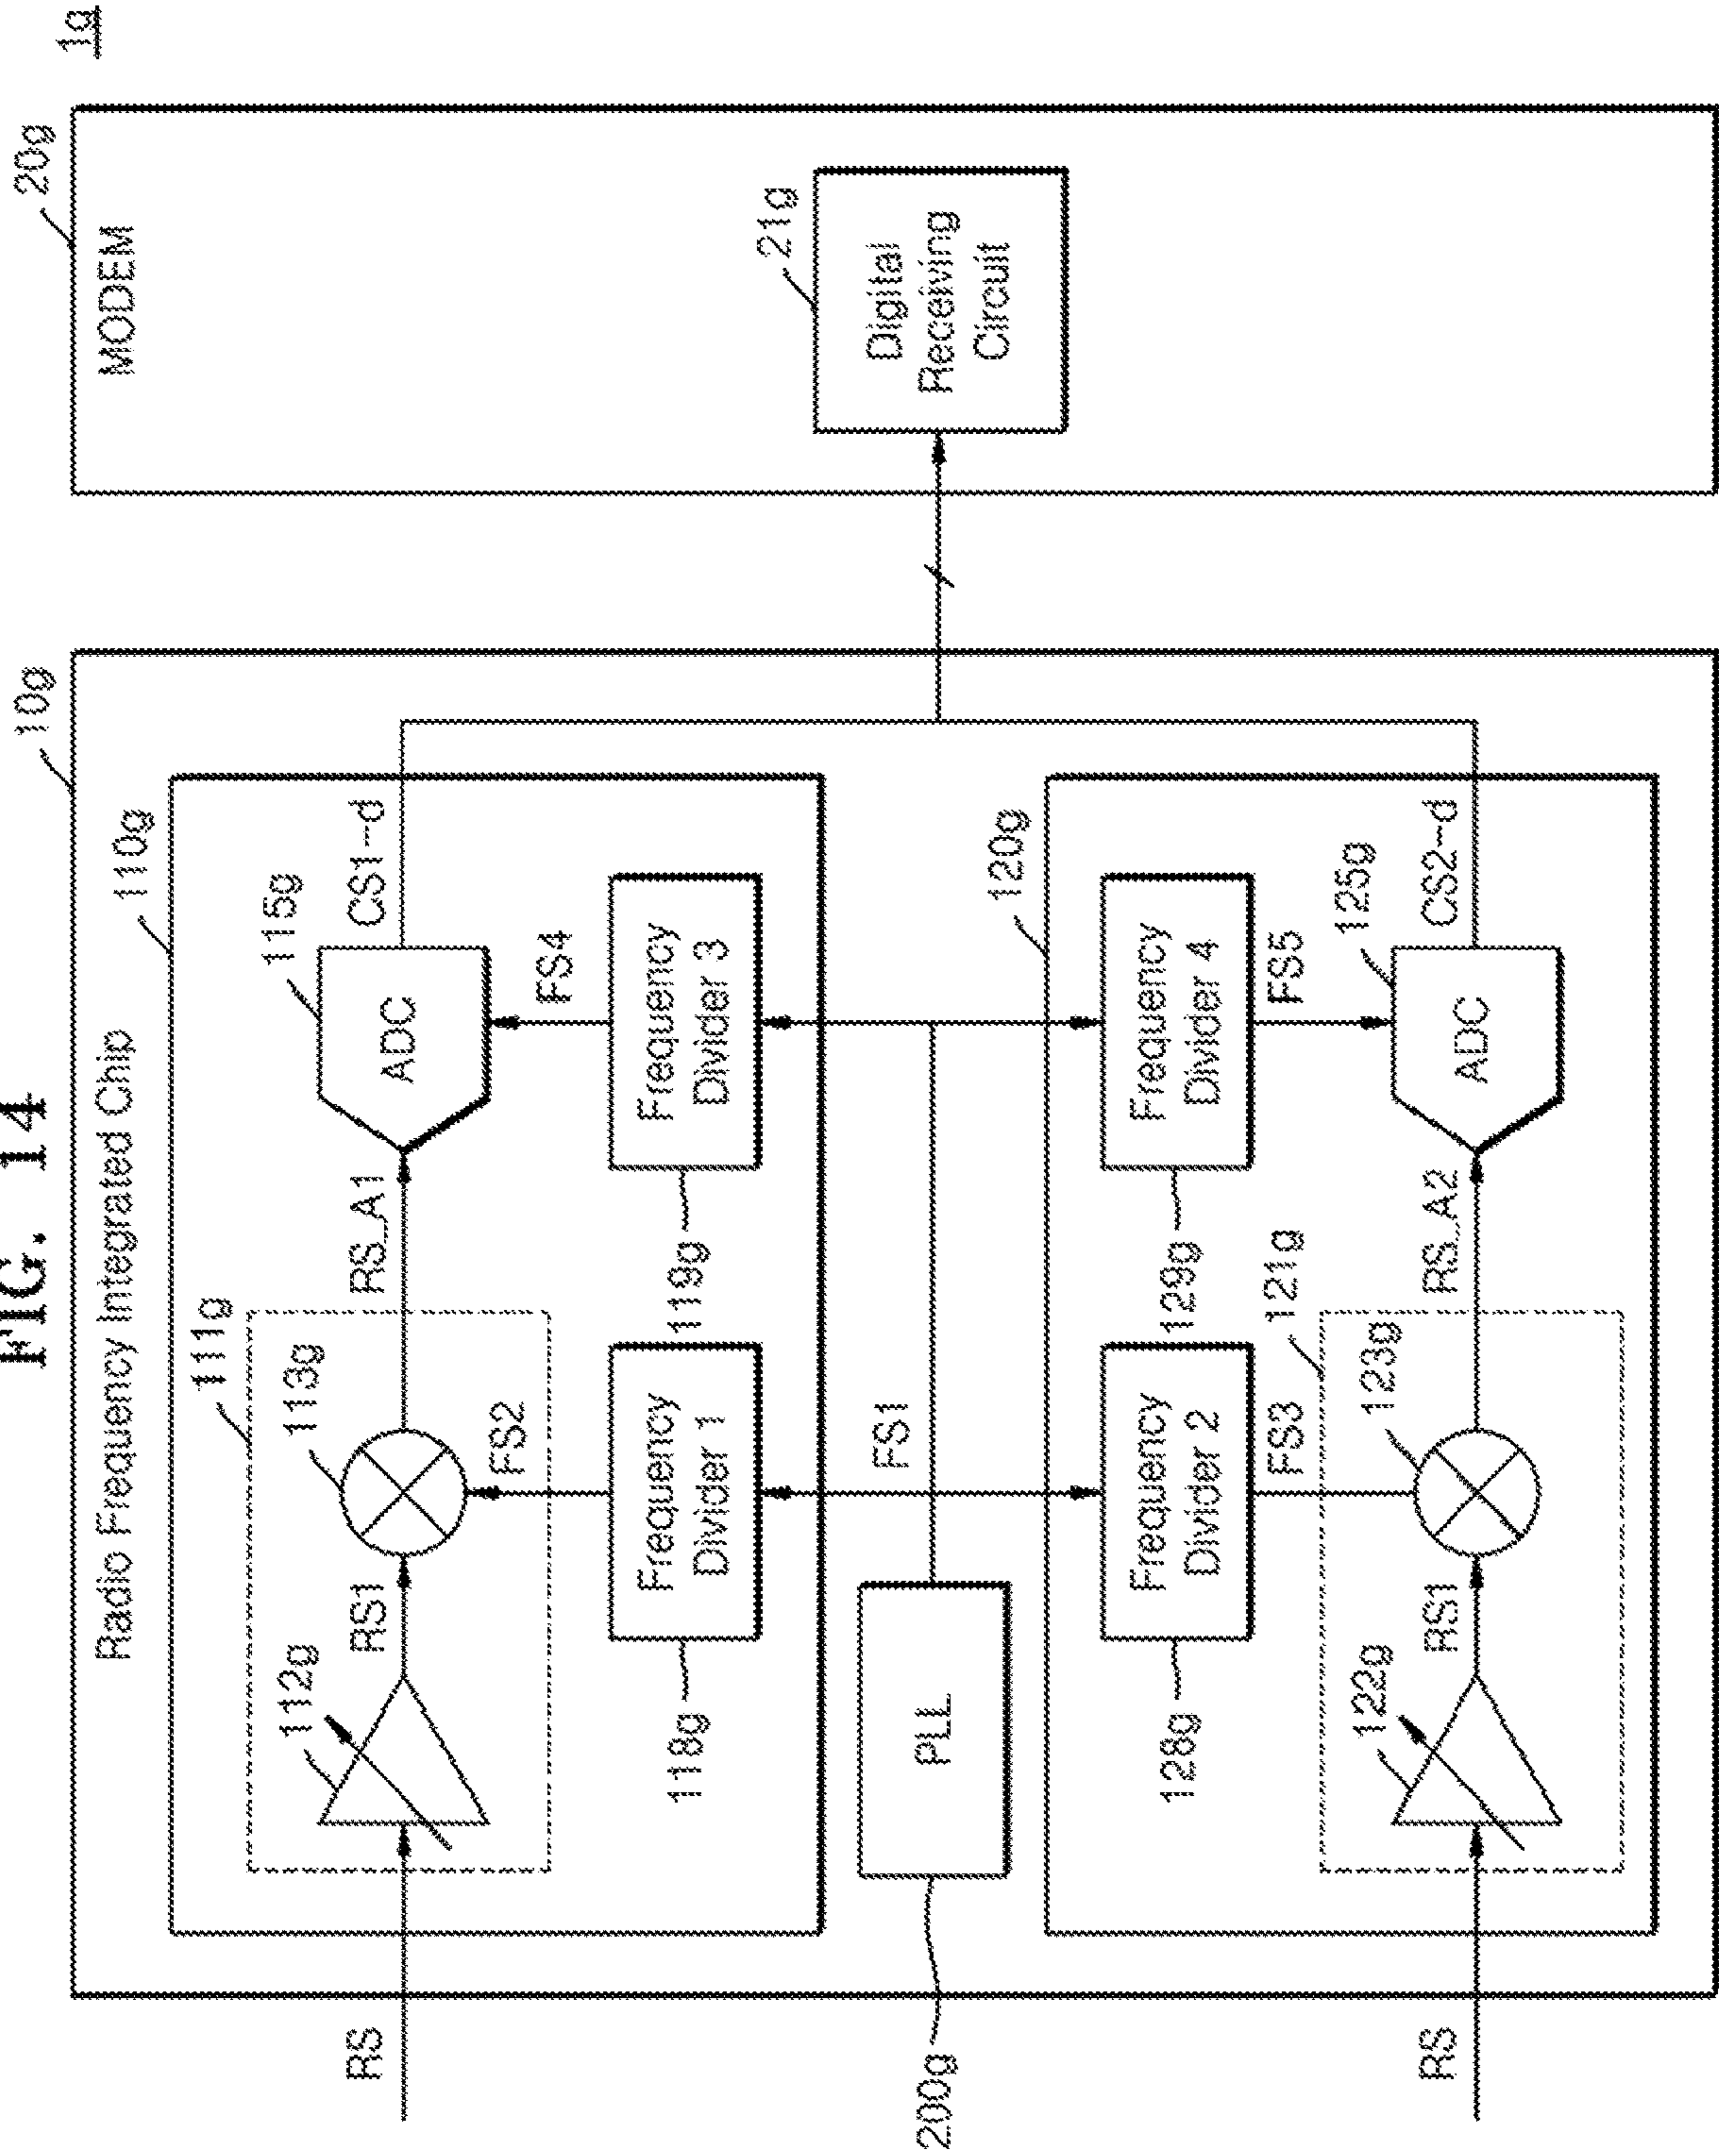 FIG. 14
1g
10g
Radio Frequency Integrated Chip
110g
111g
112g
113g
115g
RS
RS1
RS_A1
ADC
CS1-d
FS2
FS4
Frequency
Divider 1
Frequency
Divider 3
118g
119g
200g
PLL
FS1
120g
128g
129g
Frequency
Divider 2
Frequency
Divider 4
FS3
FS5
121g
122g
123g
125g
RS
RS1
RS_A2
ADC
CS2-d
20g
MODEM
21g
Digital
Receiving
Circuit